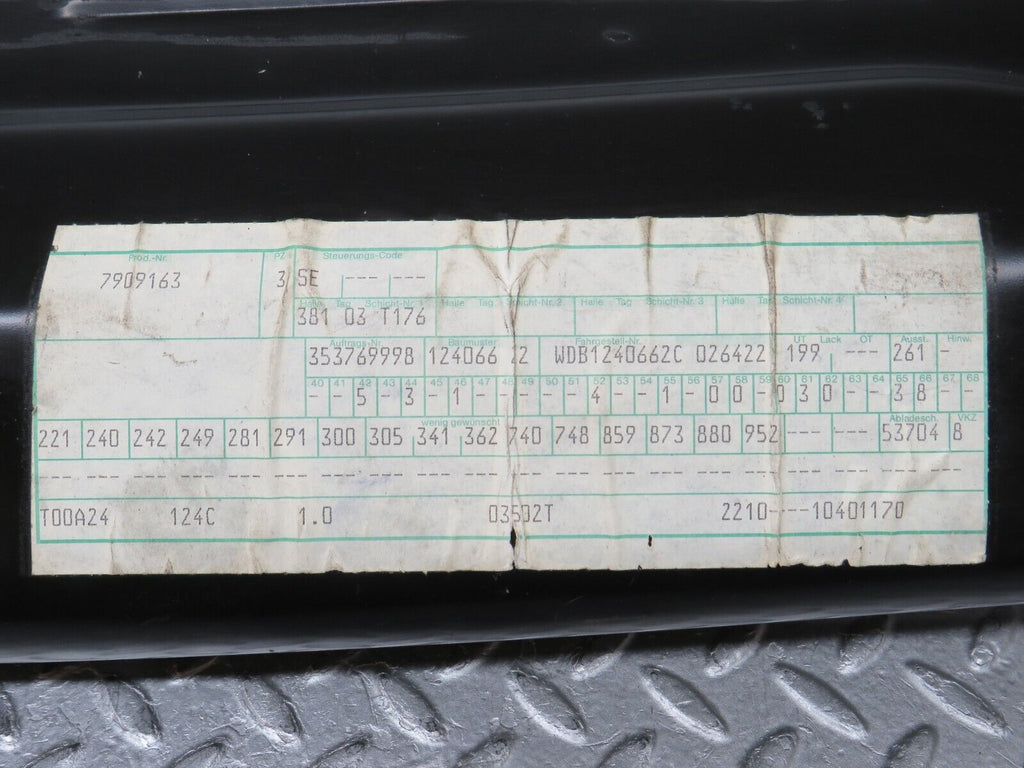 Prod.-Nr. PZ Steuerungs-Code
7909163 3 SE --- ---
Halle Tag Schicht-Nr.1 Halle Tag Schicht-Nr.2 Halle Tag Schicht-Nr. 3 Halle Tag Schicht-Nr. 4
381 03 T176
Auftrags-Nr. Baumuster Fahrgestell-Nr. UT Lack OT Ausst. Hinw.
353769998 124066 22 WDB1240662C 026422 199 --- 261 -
40 41 42 43 44 45 46 47 48 49 50 51 52 53 54 55 56 57 58 59 60 61 62 63 64 65 66 67 68
- - 5 - 3 - 1 - - - - - 4 - - 1 - 0 0 - 0 3 0 - - 3 8 - -
wenig gewünscht Abladesch. VKZ
221 240 242 249 281 291 300 305 341 362 740 748 859 873 880 952 --- --- 53704 8
--- --- --- --- --- --- --- --- --- --- --- --- --- --- --- --- --- --- --- ---
T00A24 124C 1.0 03502T 2210----10401170